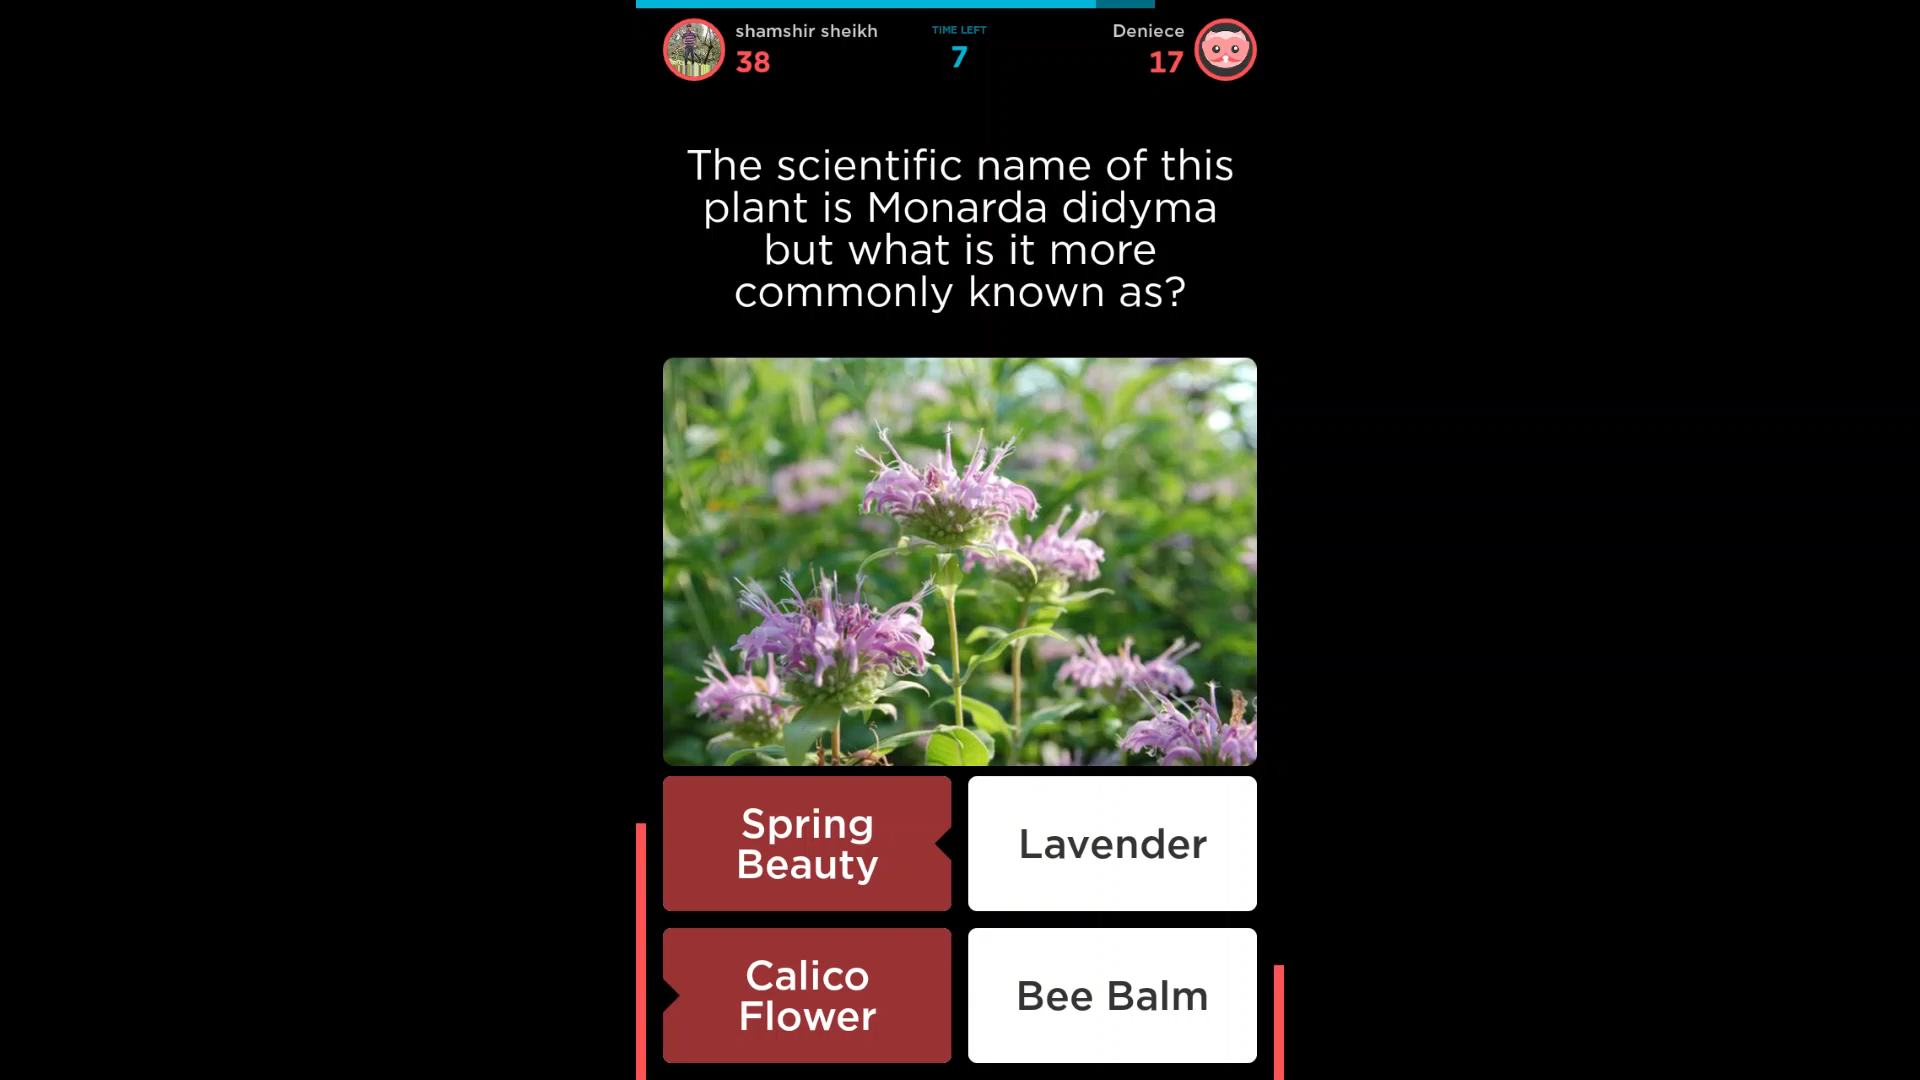 shamshir sheikh
38
TIME LEFT
7
Deniece
17
The scientific name of this
plant is Monarda didyma
but what is it more
commonly known as?
Spring
Beauty
Lavender
Calico
Flower
Bee Balm